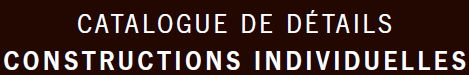 CATALOGUE DE DÉTAILS
CONSTRUCTIONS INDIVIDUELLES